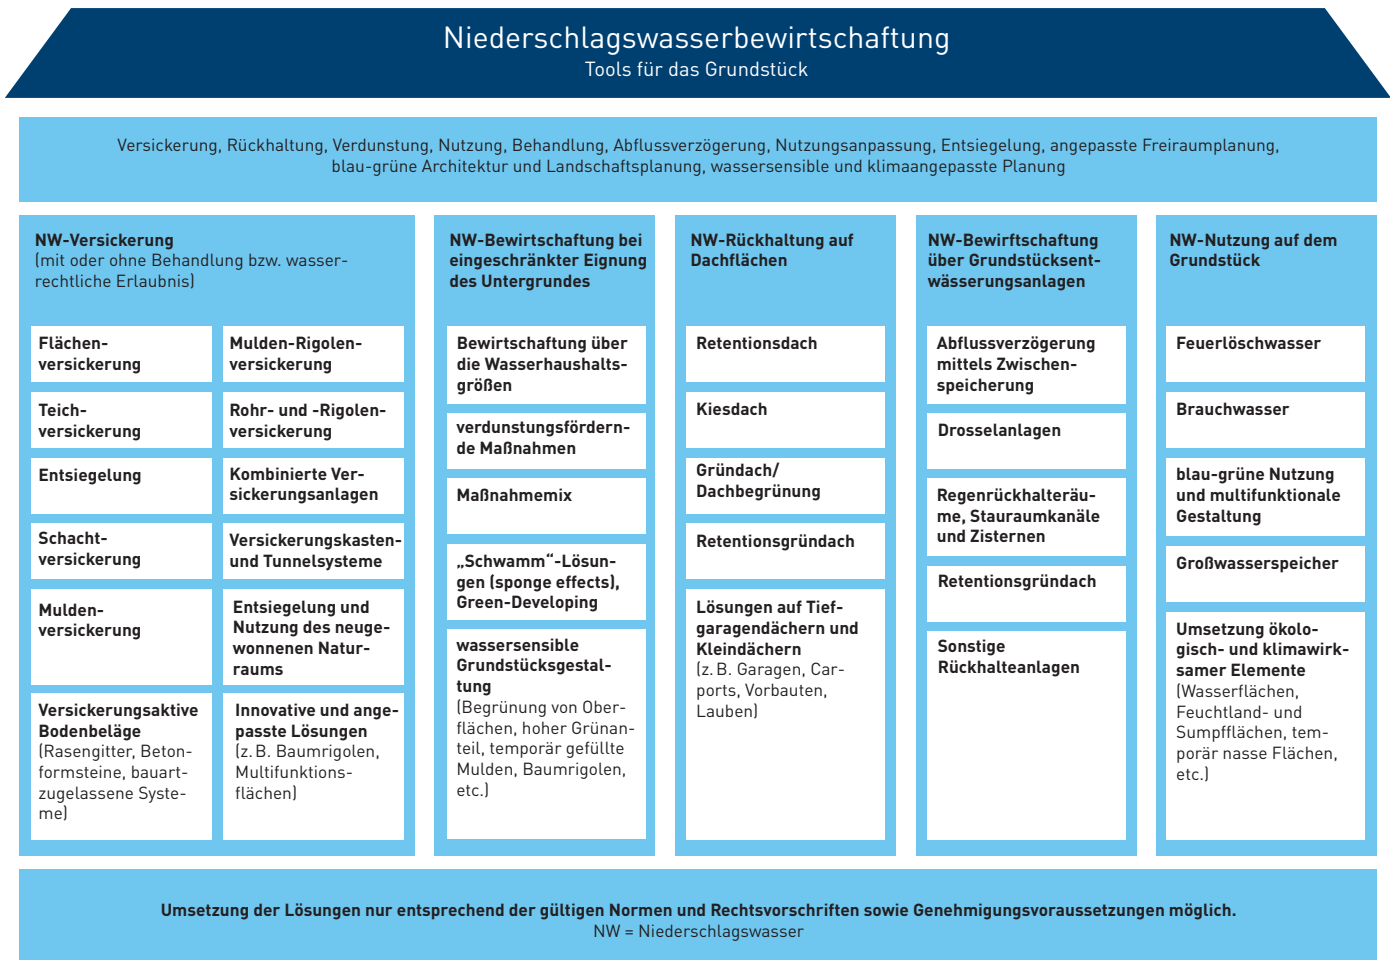 Niederschlagswasserbewirtschaftung
Tools für das Grundstück
Versickerung, Rückhaltung, Verdunstung, Nutzung, Behandlung, Abflussverzögerung, Nutzungsanpassung, Entsiegelung, angepasste Freiraumplanung,
blau-grüne Architektur und Landschaftsplanung, wassersensible und klimaangepasste Planung
NW-Versickerung
(mit oder ohne Behandlung bzw. wasser-
rechtliche Erlaubnis)
Flächen-
versickerung
Teich-
versickerung
Entsiegelung
Schacht-
versickerung
Mulden-
versickerung
Versickerungsaktive
Bodenbeläge
(Rasengitter, Beton-
formsteine, bauart-
zugelassene Syste-
me)
Mulden-Rigolen-
versickerung
Rohr- und -Rigolen-
versickerung
Kombinierte Ver-
sickerungsanlagen
Versickerungskasten-
und Tunnelsysteme
Entsiegelung und
Nutzung des neuge-
wonnenen Natur-
raums
Innovative und ange-
passte Lösungen
(z. B. Baumrigolen,
Multifunktions-
flächen)
NW-Bewirtschaftung bei
eingeschränkter Eignung
des Untergrundes
Bewirtschaftung über
die Wasserhaushalts-
größen
verdunstungsfördern-
de Maßnahmen
Maßnahmemix
„Schwamm“-Lösun-
gen (sponge effects),
Green-Developing
wassersensible
Grundstücksgestal-
tung
(Begrünung von Ober-
flächen, hoher Grünan-
teil, temporär gefüllte
Mulden, Baumrigolen,
etc.)
NW-Rückhaltung auf
Dachflächen
Retentionsdach
Kiesdach
Gründach/
Dachbegrünung
Retentionsgründach
Lösungen auf Tief-
garagendächern und
Kleindächern
(z. B. Garagen, Car-
ports, Vorbauten,
Lauben)
NW-Bewirftschaftung
über Grundstücksent-
wässerungsanlagen
Abflussverzögerung
mittels Zwischen-
speicherung
Drosselanlagen
Regenrückhalteräu-
me, Stauraumkanäle
und Zisternen
Retentionsgründach
Sonstige
Rückhalteanlagen
NW-Nutzung auf dem
Grundstück
Feuerlöschwasser
Brauchwasser
blau-grüne Nutzung
und multifunktionale
Gestaltung
Großwasserspeicher
Umsetzung ökolo-
gisch- und klimawirk-
samer Elemente
(Wasserflächen,
Feuchtland- und
Sumpfflächen, tem-
porär nasse Flächen,
etc.)
Umsetzung der Lösungen nur entsprechend der gültigen Normen und Rechtsvorschriften sowie Genehmigungsvoraussetzungen möglich.
NW = Niederschlagswasser